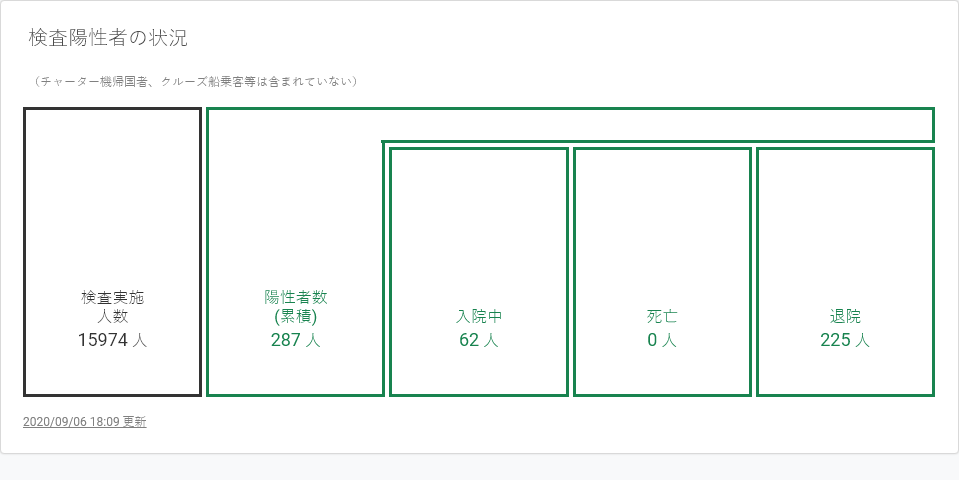 検査陽性者の状況
（チャーター機帰国者、クルーズ船乗客等は含まれていない）
検査実施
人数
15974 人
陽性者数
(累積)
287 人
入院中
62 人
死亡
0 人
退院
225 人
2020/09/06 18:09 更新